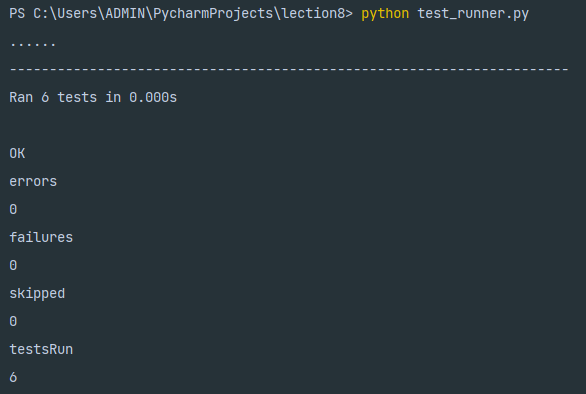 PS C:\Users\ADMIN\PycharmProjects\lection8> python test_runner.py
......
----------------------------------------------------------------------
Ran 6 tests in 0.000s
OK
errors
0
failures
0
skipped
0
testsRun
6